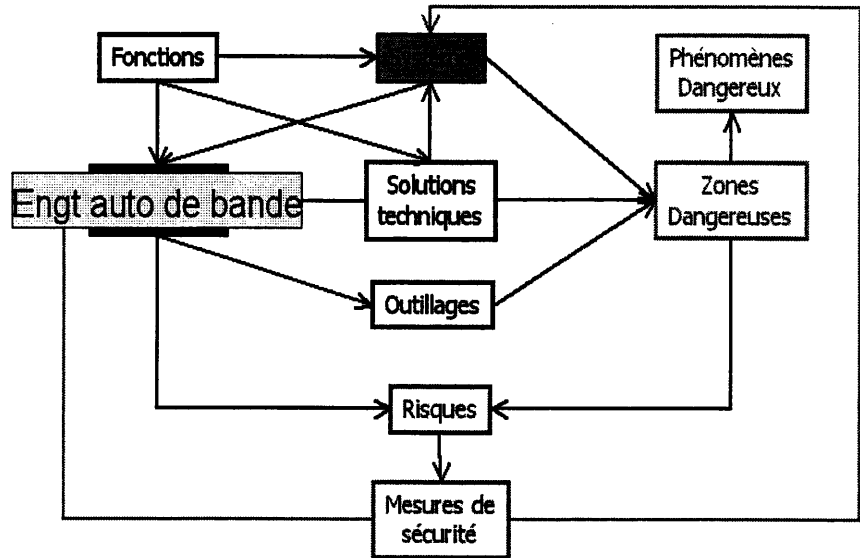 Fonctions
Phénomènes
Dangereux
Engt auto de bande
Solutions
techniques
Zones
Dangereuses
Outillages
Risques
Mesures de
sécurité